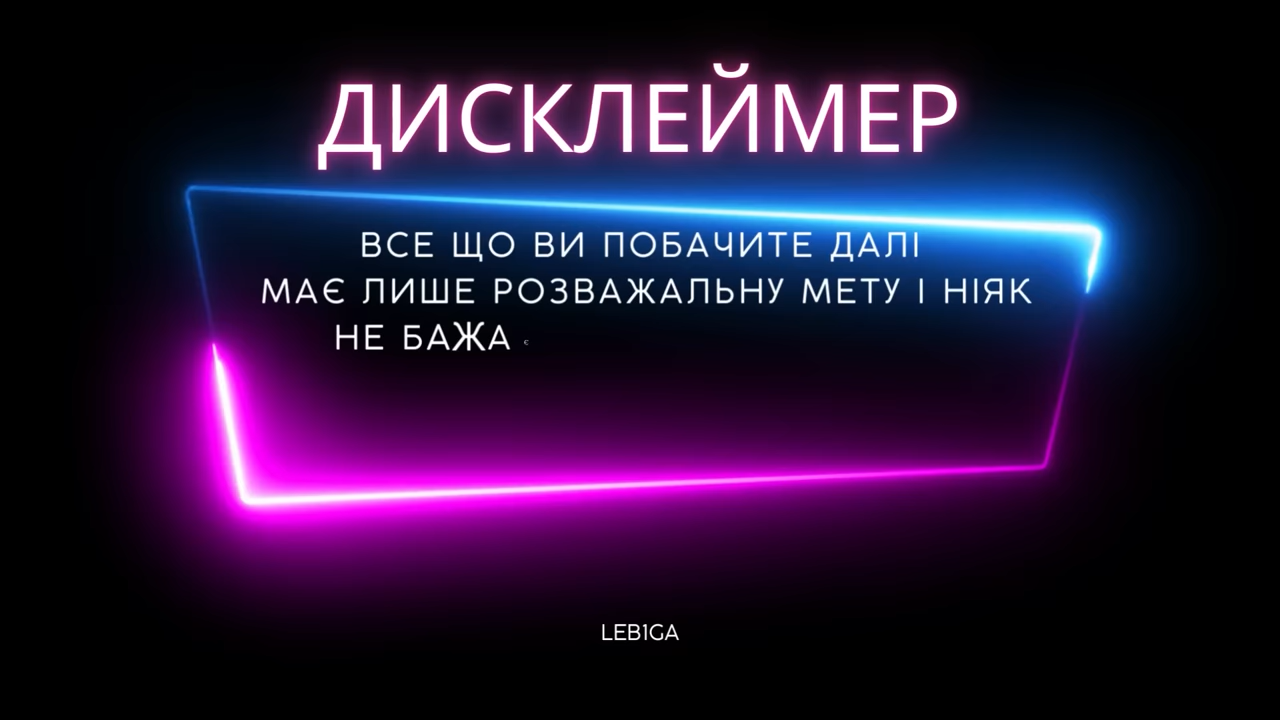 ДИСКЛЕЙМЕР
ВСЕ ЩО ВИ ПОБАЧИТЕ ДАЛІ
МАЄ ЛИШЕ РОЗВАЖАЛЬНУ МЕТУ І НІЯК
НЕ БАЖА є
LEB1GA